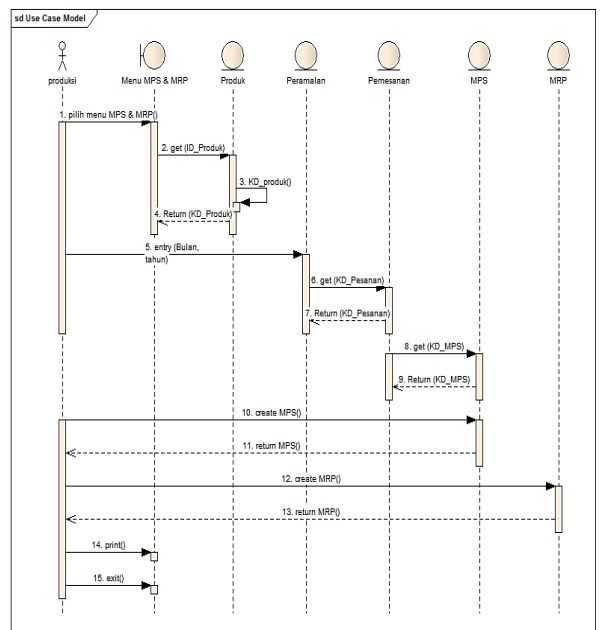 sd Use Case Model
produksi
Menu MPS & MRP
Produk
Peramalan
Pemesanan
MPS
MRP
1. pilih menu MPS & MRP()
2. get (ID_Produk)
3. KD_produk()
4. Return (KD_Produk)
5. entry (Bulan,
tahun)
6. get (KD_Pesanan)
7. Return (KD_Pesanan)
8. get (KD_MPS)
9. Return (KD_MPS)
10. create MPS()
11. return MPS()
12. create MRP()
13. return MRP()
14. print()
15. exit()